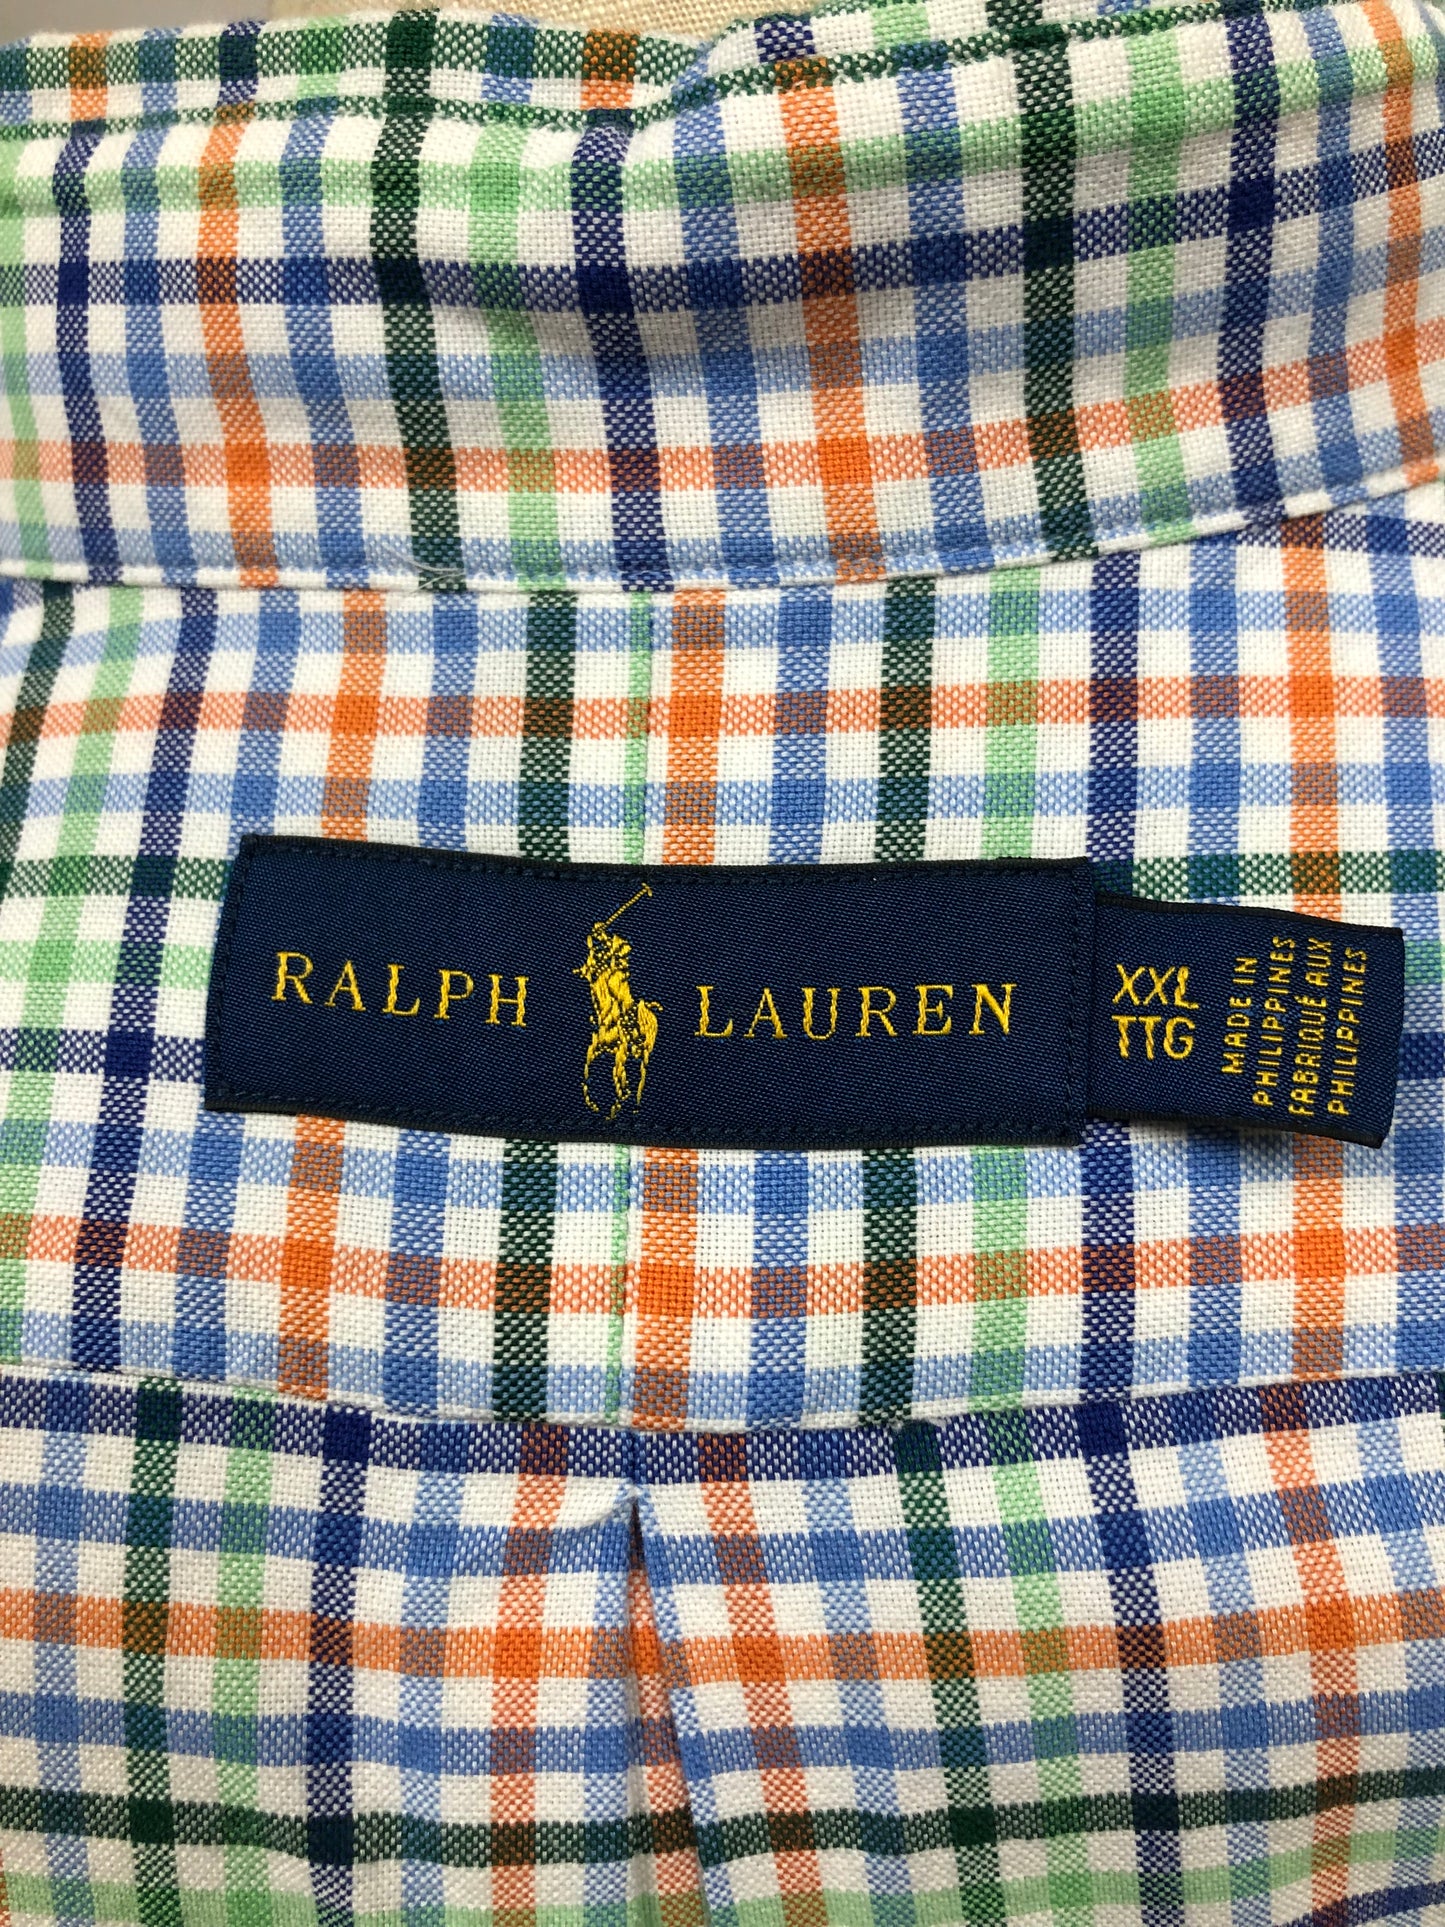 RALPH LAUREN
XXL
TTG
MADE IN
PHILIPPINES
FABRIQUÉ AUX
PHILIPPINES